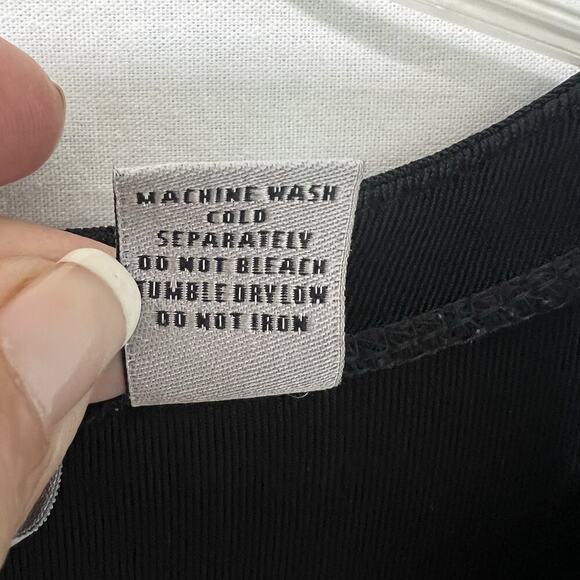 MACHINE WASH
COLD
SEPARATELY
DO NOT BLEACH
TUMBLE DRY LOW
DO NOT IRON